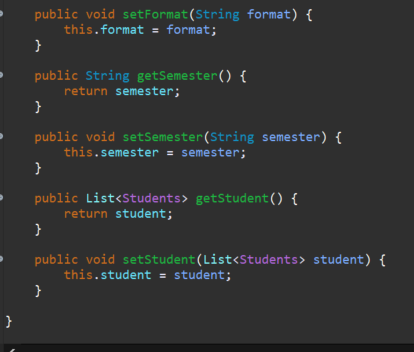 public void setFormat(String format) {
this.format = format;
}
public String getSemester() {
return semester;
}
public void setSemester(String semester) {
this.semester = semester;
}
public List<Students> getStudent() {
return student;
}
public void setStudent(List<Students> student) {
this.student = student;
}
}